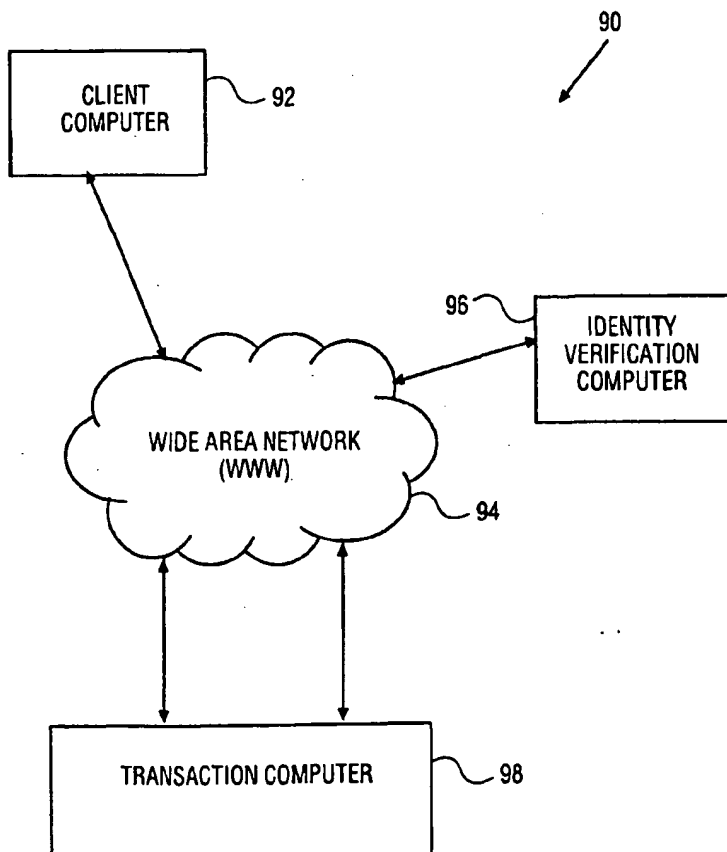 90
CLIENT
COMPUTER
92
96
IDENTITY
VERIFICATION
COMPUTER
WIDE AREA NETWORK
(WWW)
94
TRANSACTION COMPUTER
98